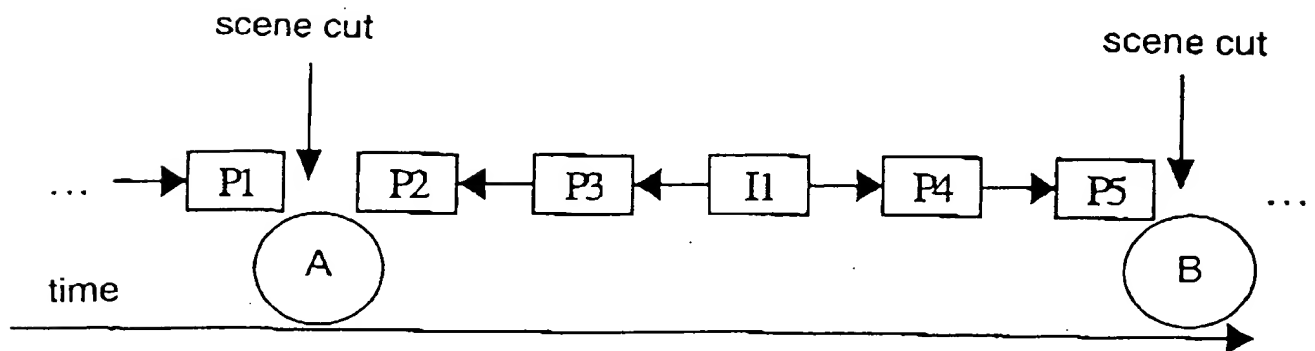 scene cut
scene cut
... P1 P2 P3 I1 P4 P5 ...
A B
time